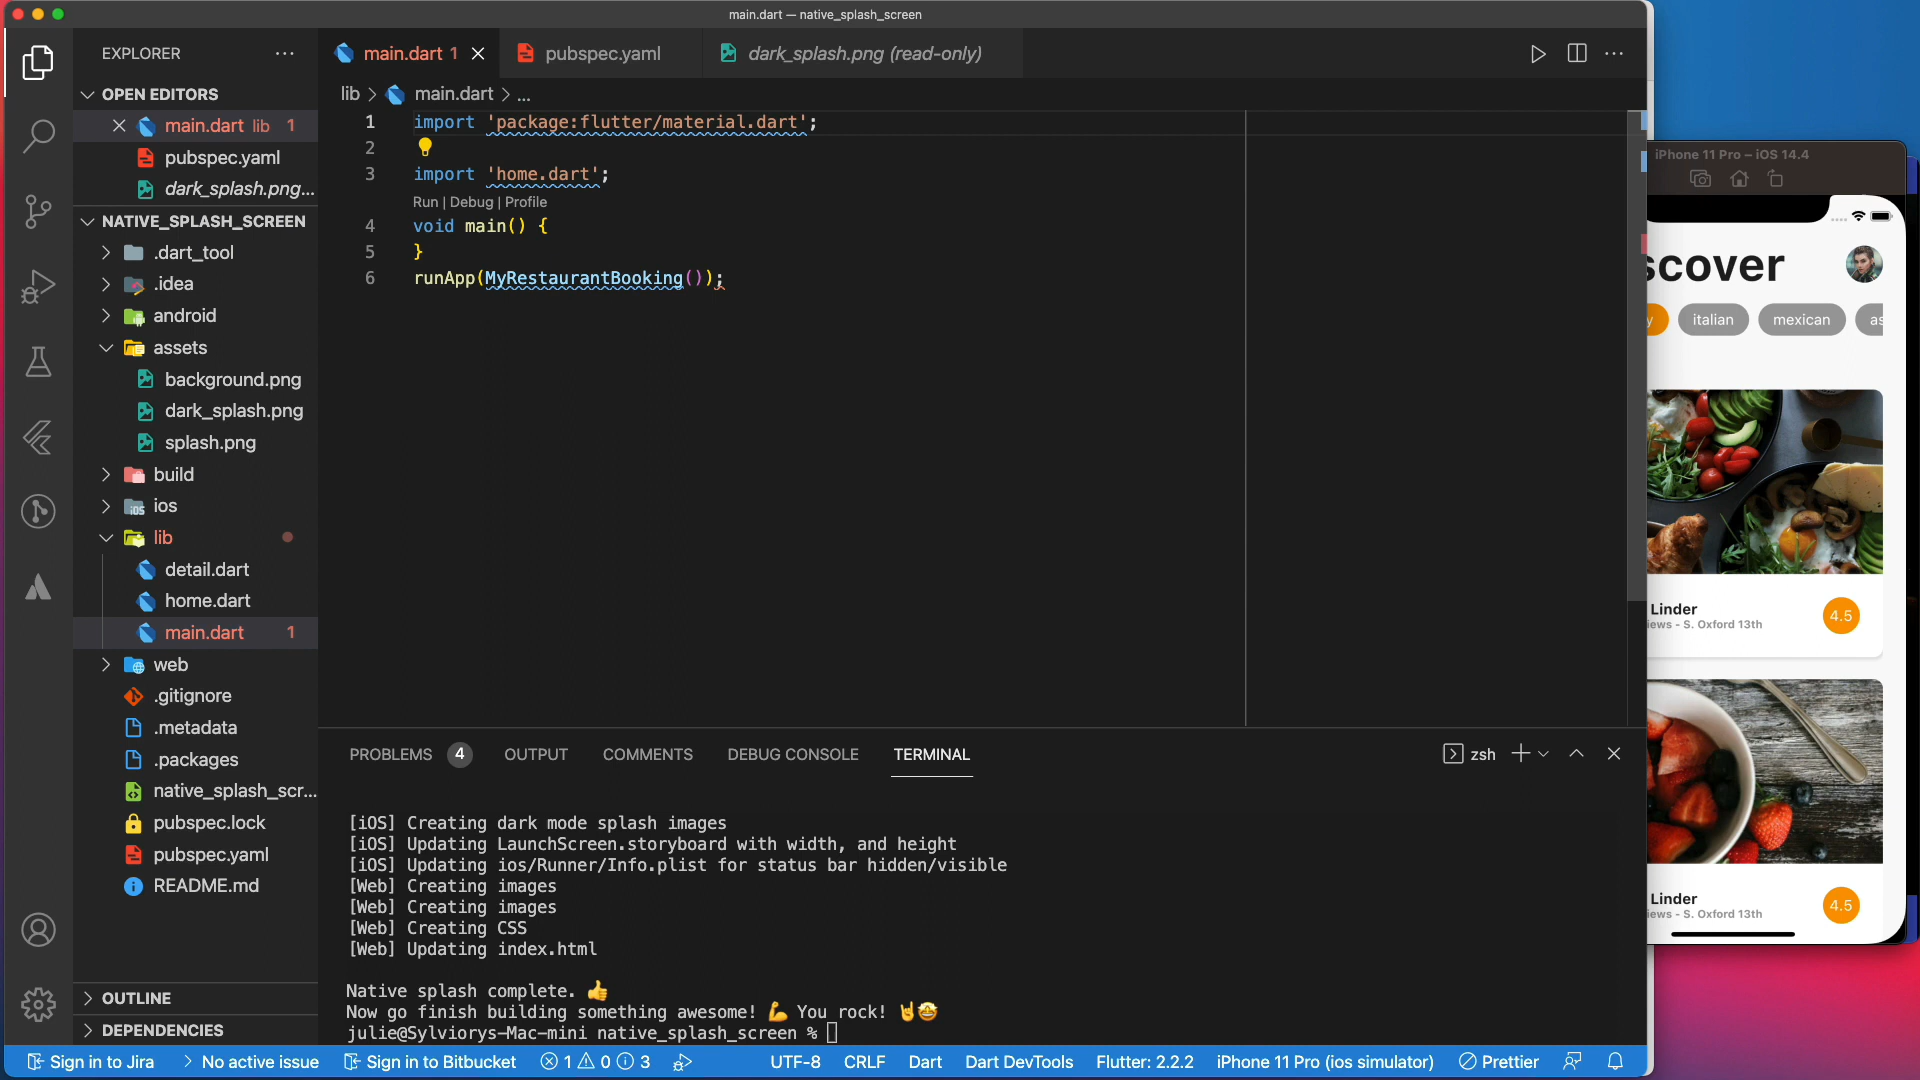 main.dart — native_splash_screen
EXPLORER
main.dart 1
pubspec.yaml
dark_splash.png (read-only)
OPEN EDITORS
lib
main.dart
...
main.dart lib 1
pubspec.yaml
dark_splash.png...
NATIVE_SPLASH_SCREEN
.dart_tool
.idea
android
assets
background.png
dark_splash.png
splash.png
build
ios
lib
detail.dart
home.dart
main.dart 1
web
.gitignore
.metadata
.packages
native_splash_scr...
pubspec.lock
pubspec.yaml
README.md
OUTLINE
DEPENDENCIES
1 import 'package:flutter/material.dart';
2
3 import 'home.dart';
Run | Debug | Profile
4 void main() {
5 }
6 runApp(MyRestaurantBooking());
PROBLEMS 4 OUTPUT COMMENTS DEBUG CONSOLE TERMINAL
zsh
[iOS] Creating dark mode splash images
[iOS] Updating LaunchScreen.storyboard with width, and height
[iOS] Updating ios/Runner/Info.plist for status bar hidden/visible
[Web] Creating images
[Web] Creating images
[Web] Creating CSS
[Web] Updating index.html
Native splash complete. 👍
Now go finish building something awesome! 💪 You rock! 🤘🤩
julie@Sylviorys-Mac-mini native_splash_screen %
Sign in to Jira
No active issue
Sign in to Bitbucket
1 0 3
UTF-8
CRLF
Dart
Dart DevTools
Flutter: 2.2.2
iPhone 11 Pro (ios simulator)
Prettier
iPhone 11 Pro – iOS 14.4
scover
y
italian
mexican
as
Linder
iews - S. Oxford 13th
4.5
Linder
iews - S. Oxford 13th
4.5